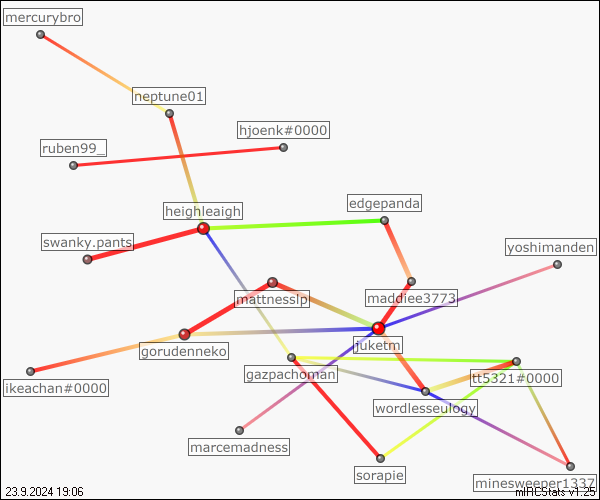 mercurybro
neptune01
hjoenk#0000
ruben99_
edgepanda
heighleaigh
swanky.pants
yoshimanden
mattnesslp
maddiee3773
juketm
gorudenneko
gazpachoman
tt5321#0000
ikeachan#0000
wordlesseulogy
marcemadness
sorapie
minesweeper1337
23.9.2024 19:06
mIRCStats v1.25